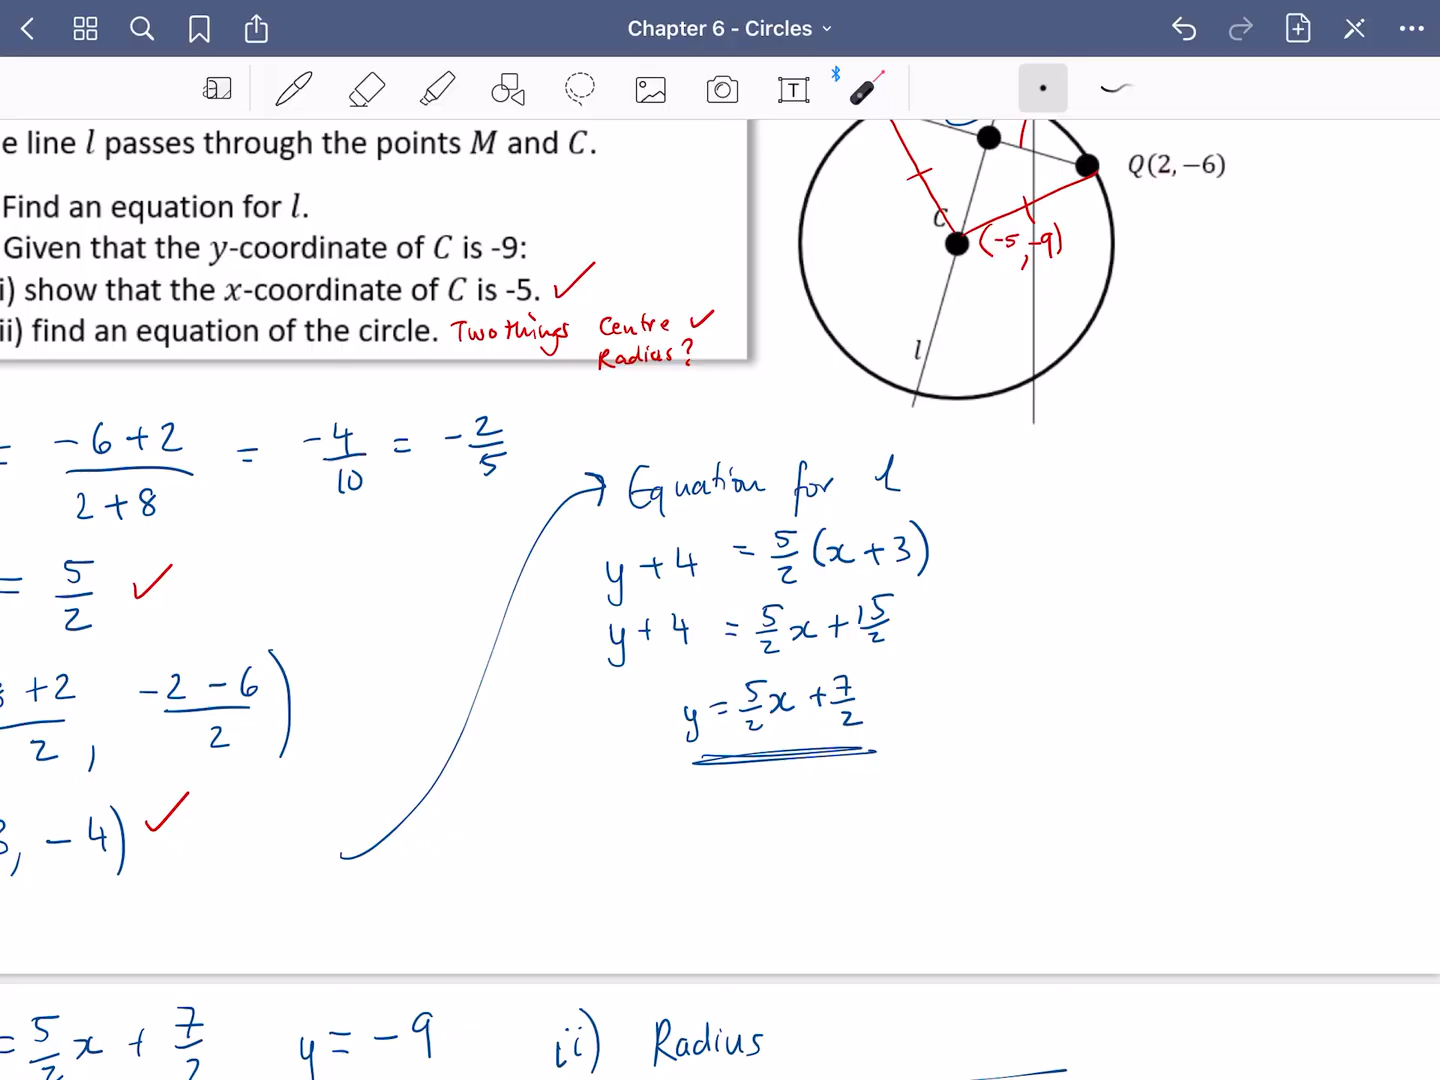 Chapter 6 - Circles
T
e line l passes through the points M and C.
Find an equation for l.
Given that the y-coordinate of C is -9:
i) show that the x-coordinate of C is -5. ✓
ii) find an equation of the circle. Two things Centre ✓
Radius?
Q(2, −6)
C
(-5, -9)
l
= -6+2/2+8 = -4/10 = -2/5
= 5/2 ✓
+2/2, -2-6/2)
, -4) ✓
Equation for l
y+4 = 5/2(x+3)
y+4 = 5/2x+15/2
y = 5/2x+7/2
= 5/2x + 7/2 y = -9
ii) Radius